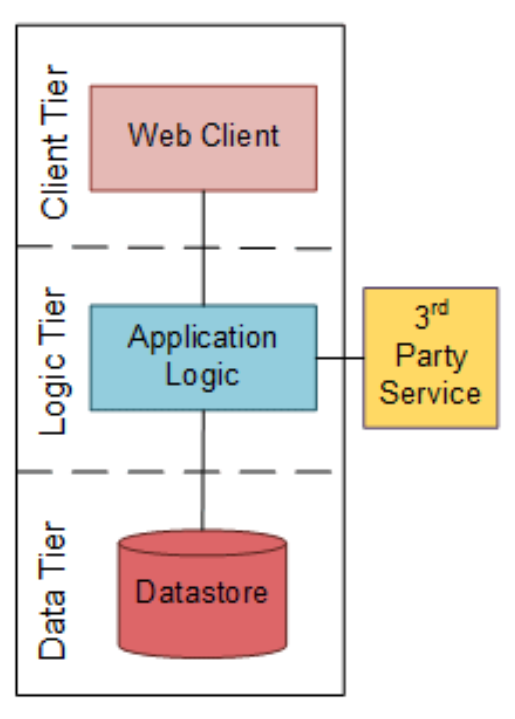 Client Tier
Web Client
Logic Tier
Application
Logic
3rd
Party
Service
Data Tier
Datastore